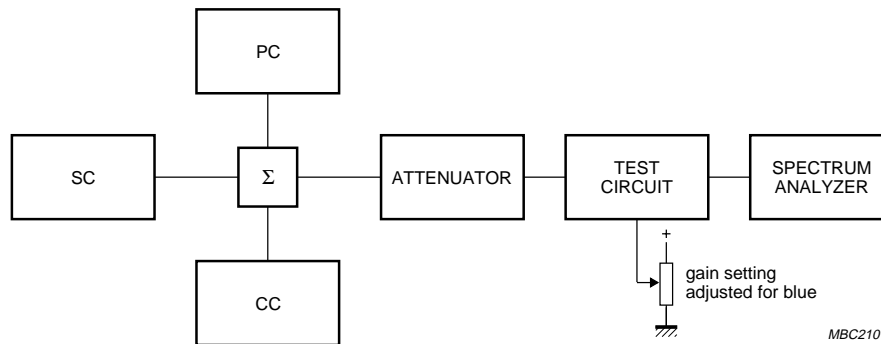 PC
SC
Σ
ATTENUATOR
TEST
CIRCUIT
SPECTRUM
ANALYZER
CC
+
gain setting
adjusted for blue
MBC210